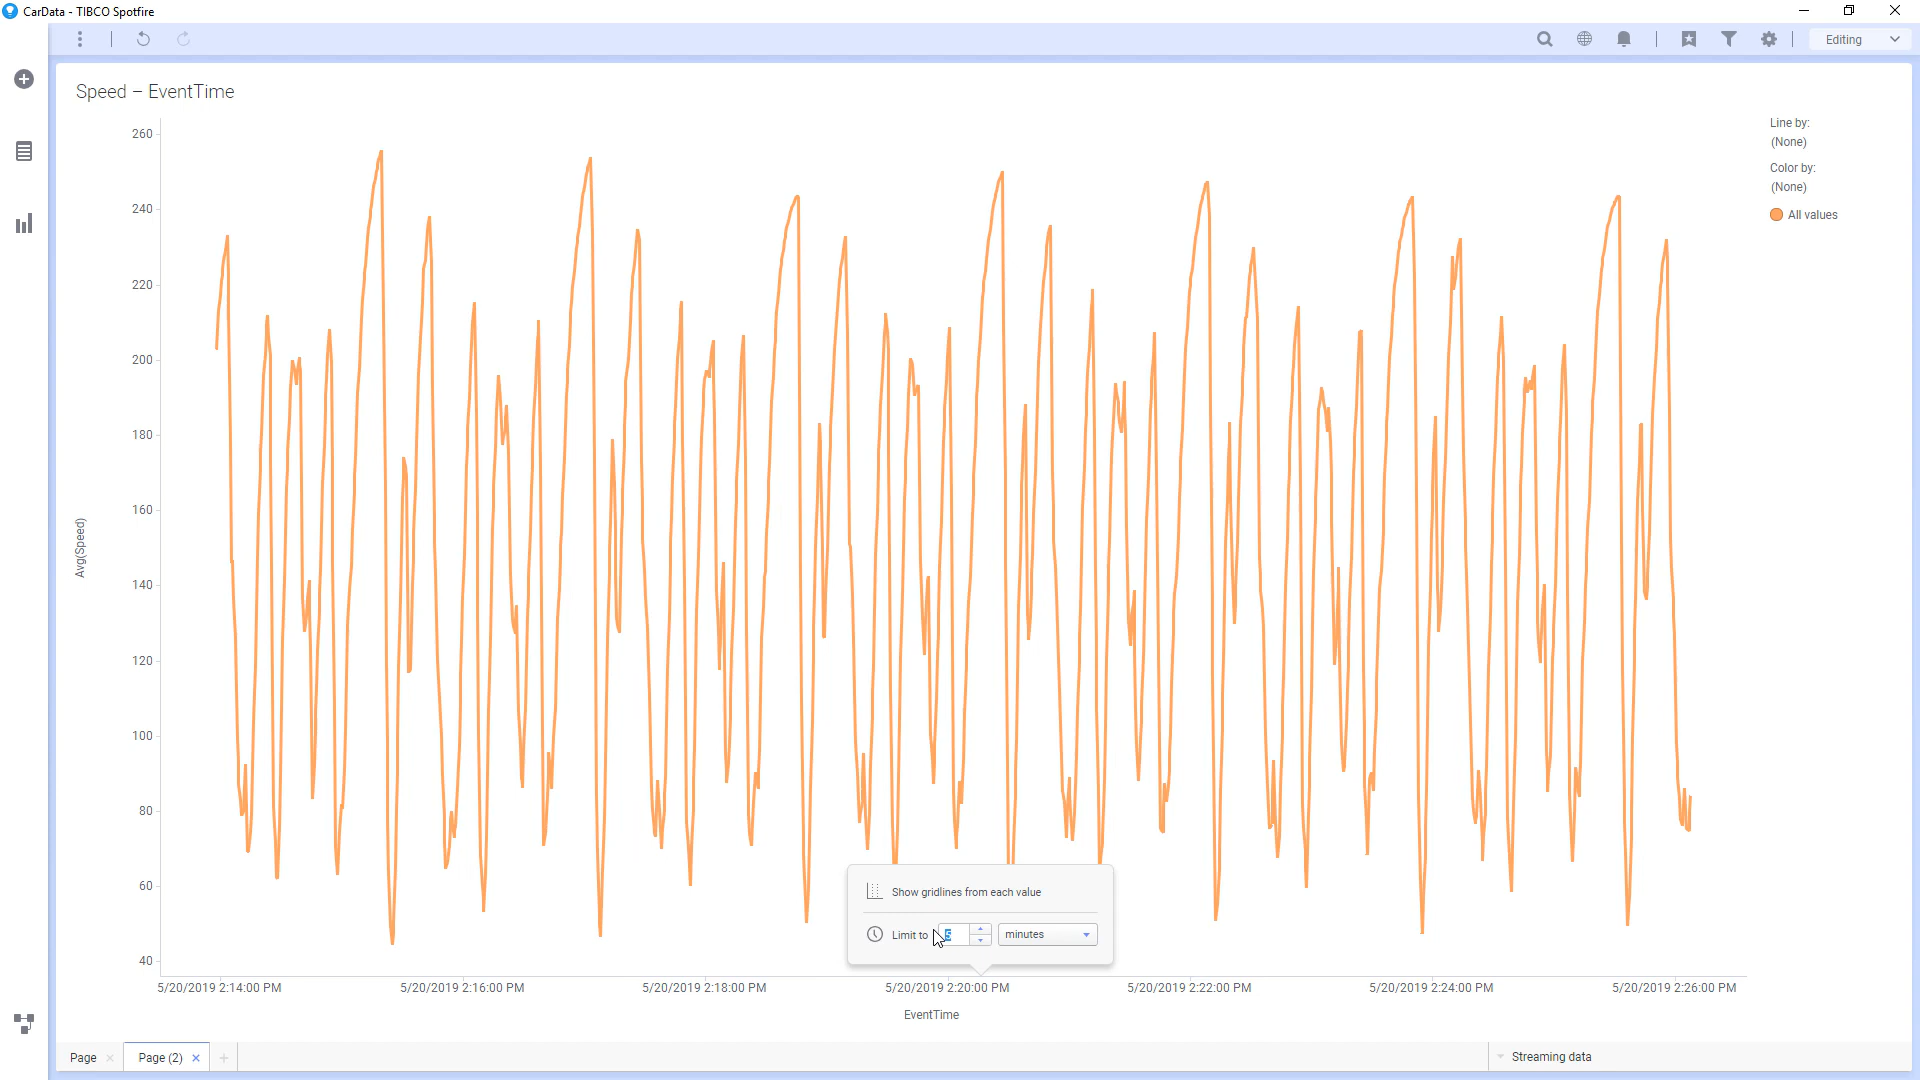 CarData - TIBCO Spotfire
Editing
Speed – EventTime
Line by:
(None)
Color by:
(None)
All values
260
240
220
200
180
160
140
120
100
80
60
40
Avg(Speed)
Show gridlines from each value
Limit to 5 minutes
5/20/2019 2:14:00 PM 5/20/2019 2:16:00 PM 5/20/2019 2:18:00 PM 5/20/2019 2:20:00 PM 5/20/2019 2:22:00 PM 5/20/2019 2:24:00 PM 5/20/2019 2:26:00 PM
EventTime
Page Page (2) Streaming data